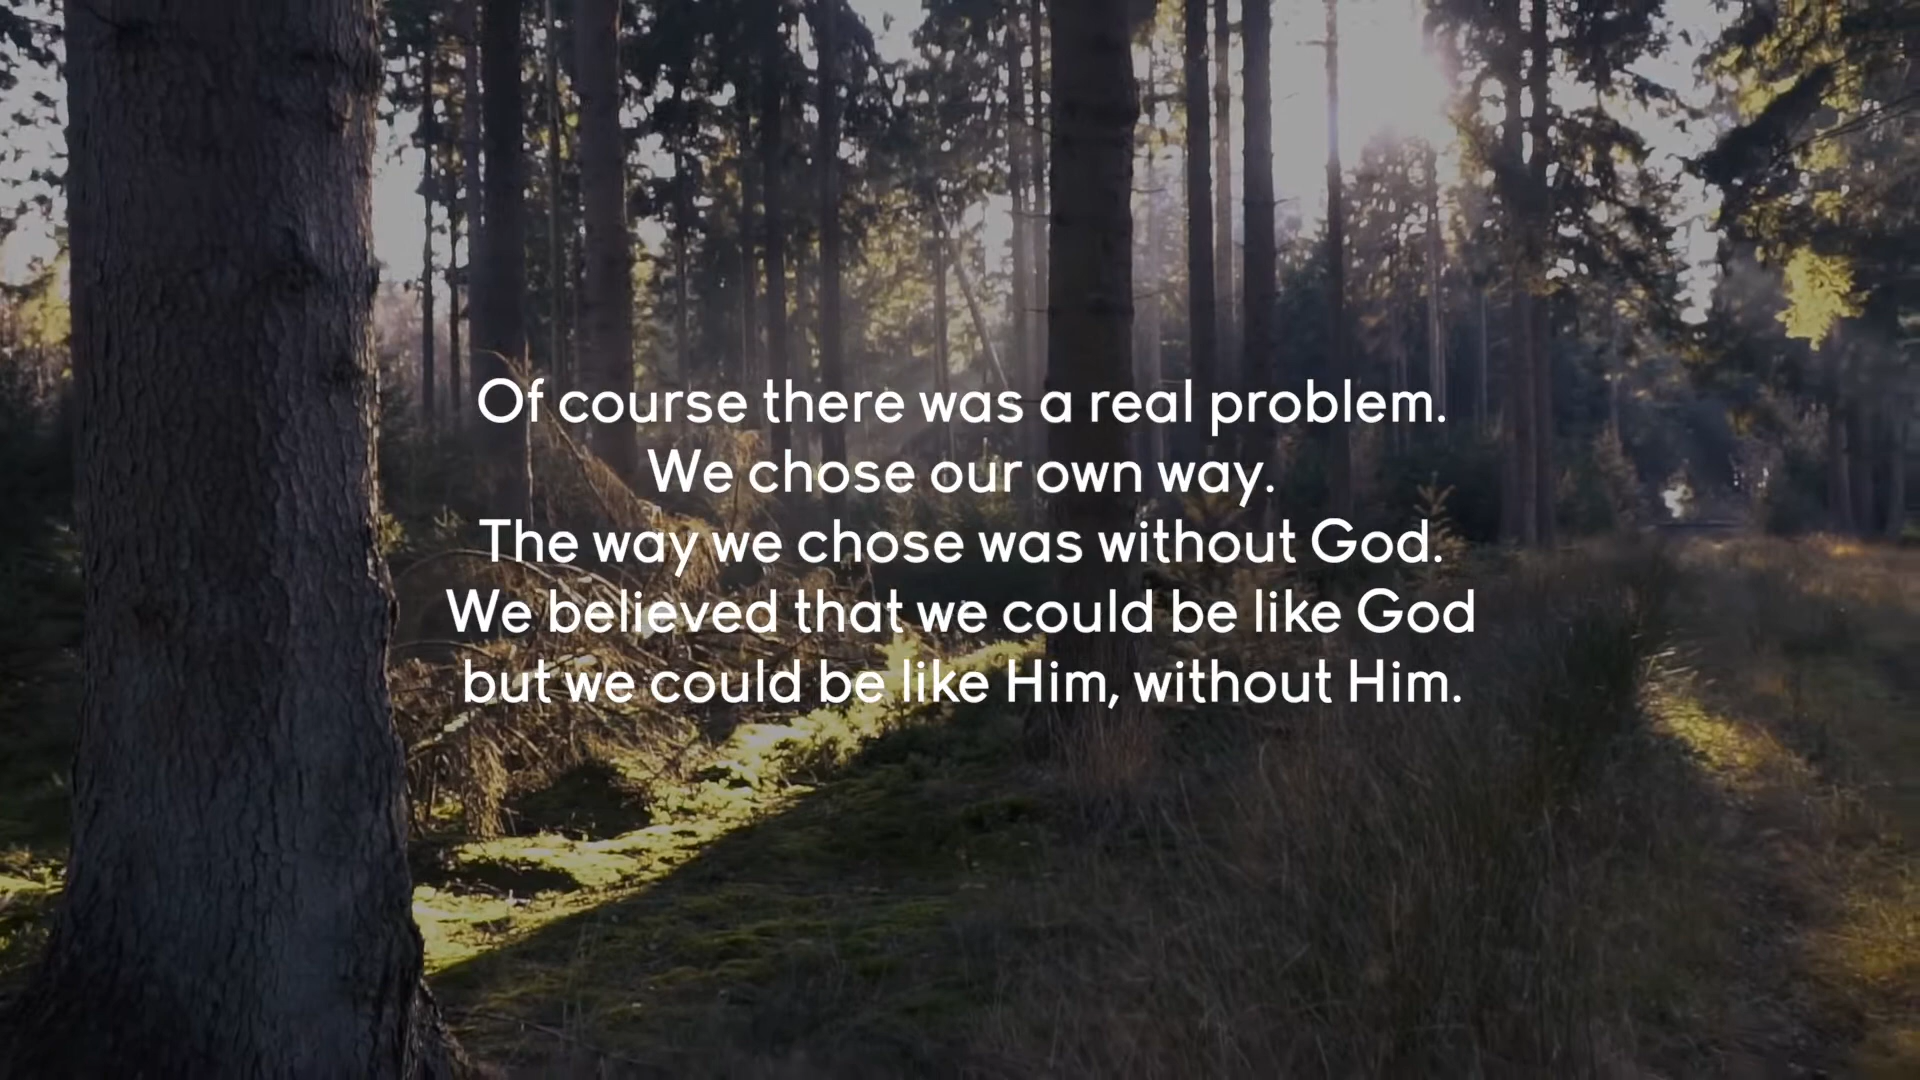 Of course there was a real problem.
We chose our own way.
The way we chose was without God.
We believed that we could be like God
but we could be like Him, without Him.